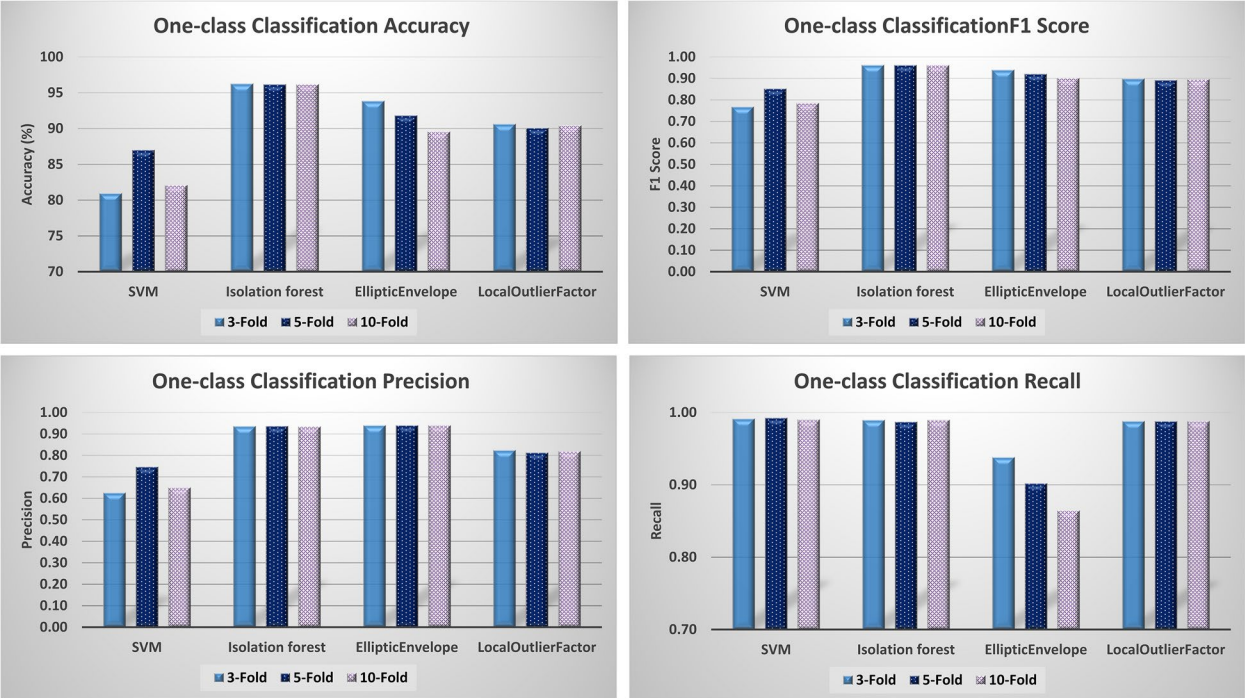 One-class Classification Accuracy
Accuracy (%)
100
95
90
85
80
75
70
SVM Isolation forest EllipticEnvelope LocalOutlierFactor
3-Fold 5-Fold 10-Fold
One-class ClassificationF1 Score
F1 Score
1.00
0.90
0.80
0.70
0.60
0.50
0.40
0.30
0.20
0.10
0.00
SVM Isolation forest EllipticEnvelope LocalOutlierFactor
3-Fold 5-Fold 10-Fold
One-class Classification Precision
Precision
1.00
0.90
0.80
0.70
0.60
0.50
0.40
0.30
0.20
0.10
0.00
SVM Isolation forest EllipticEnvelope LocalOutlierFactor
3-Fold 5-Fold 10-Fold
One-class Classification Recall
Recall
1.00
0.90
0.80
0.70
SVM Isolation forest EllipticEnvelope LocalOutlierFactor
3-Fold 5-Fold 10-Fold